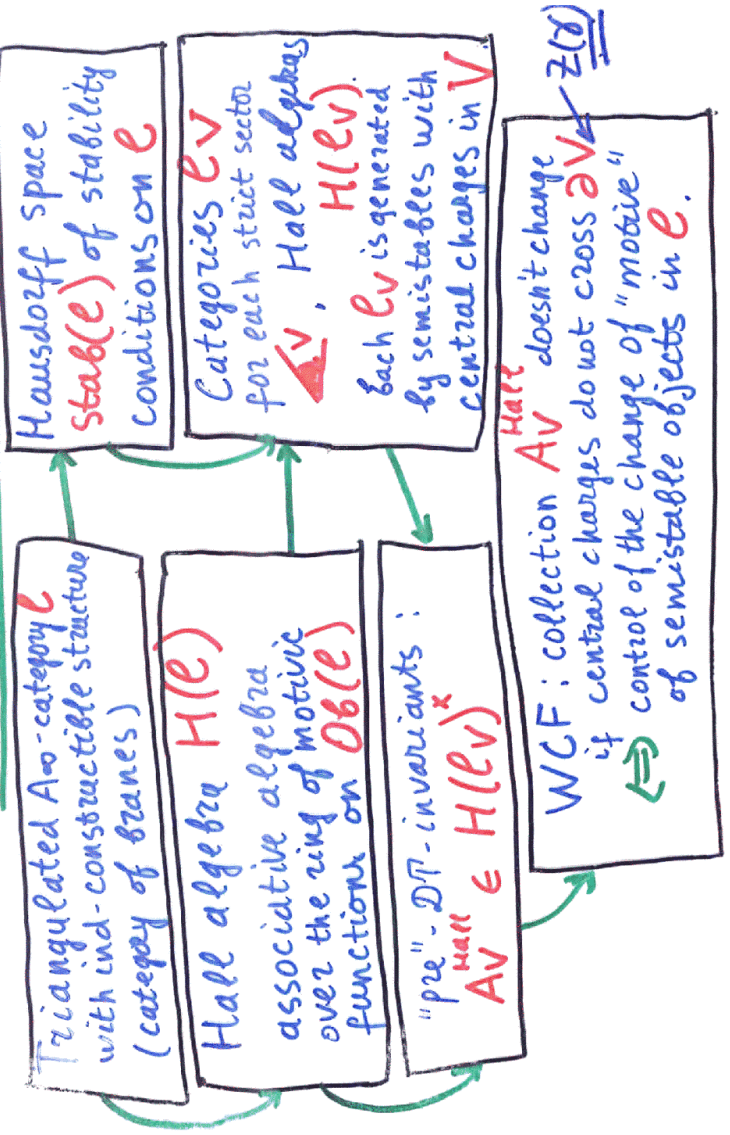 Triangulated A∞-category C
with ind-constructible structure
(category of branes)
Hausdorff space
Stab(C) of stability
conditions on C
Hall algebra H(C)
associative algebra
over the ring of motivic
functions on Ob(C)
Categories C_V
for each strict sector
V. Hall algebras
H(C_V).
Each C_V is generated
by semistables with
central charges in V
"pre"-DT-invariants:
A_V^Hall ∈ H(C_V)^×
WCF: collection A_V^Hall doesn't change
if central charges do not cross ∂V
Z(γ)
⇔ control of the change of "motive"
of semistable objects in C.